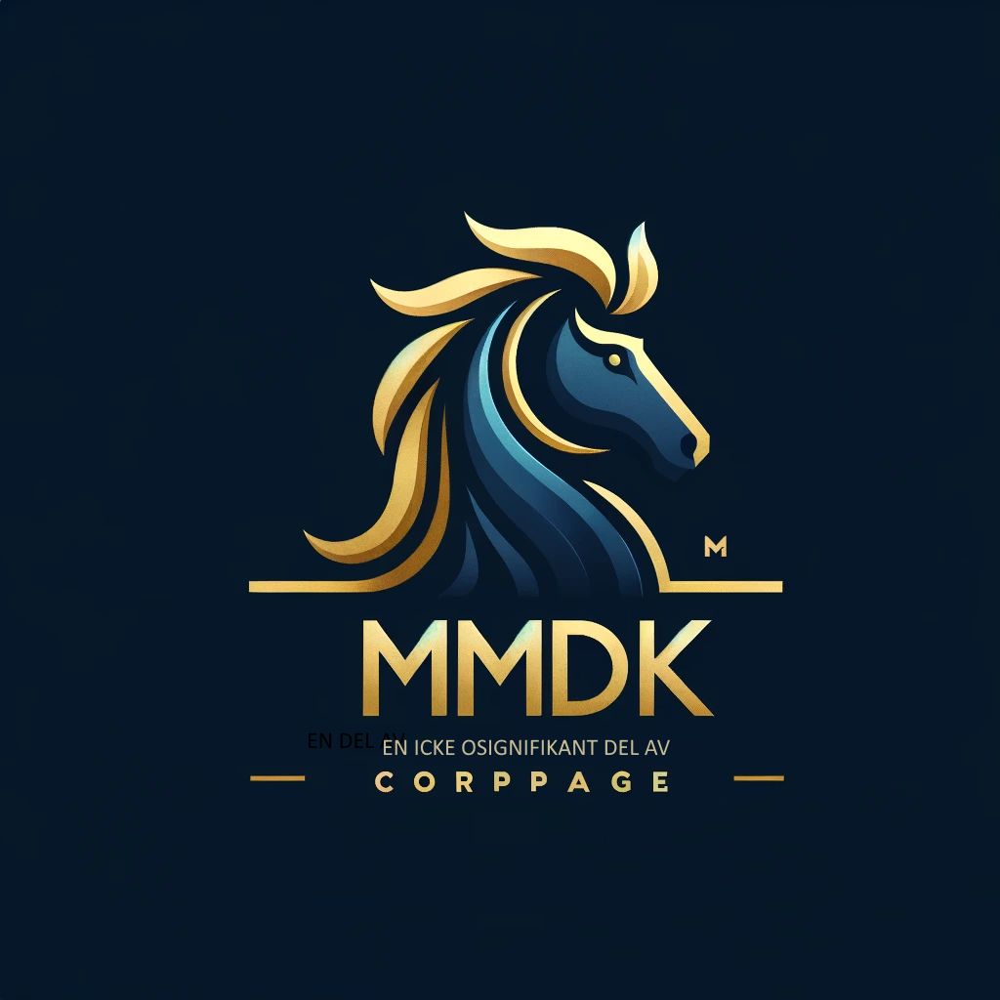 M
MMDK
EN DEL AV
EN ICKE OSIGNIFIKANT DEL AV
CORPPAGE